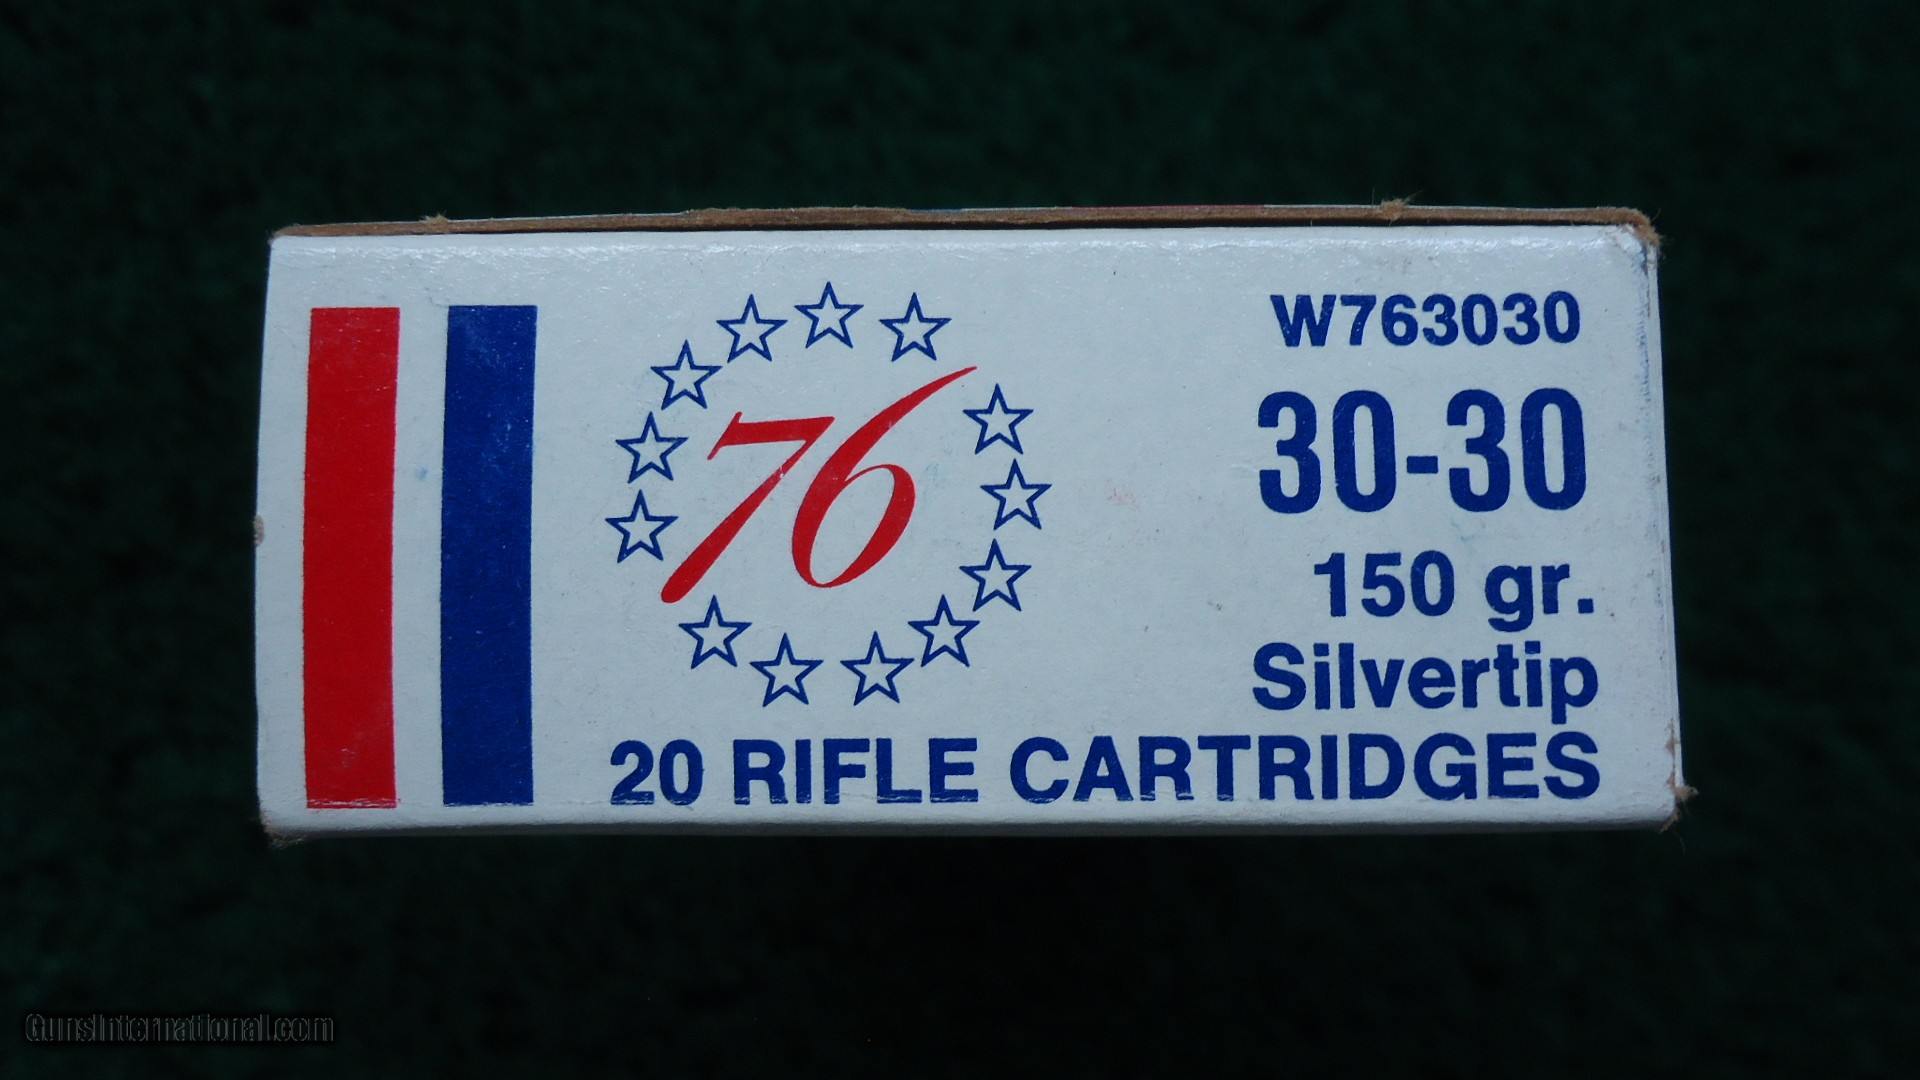 76
W763030
30-30
150 gr.
Silvertip
20 RIFLE CARTRIDGES
GunsInternational.com